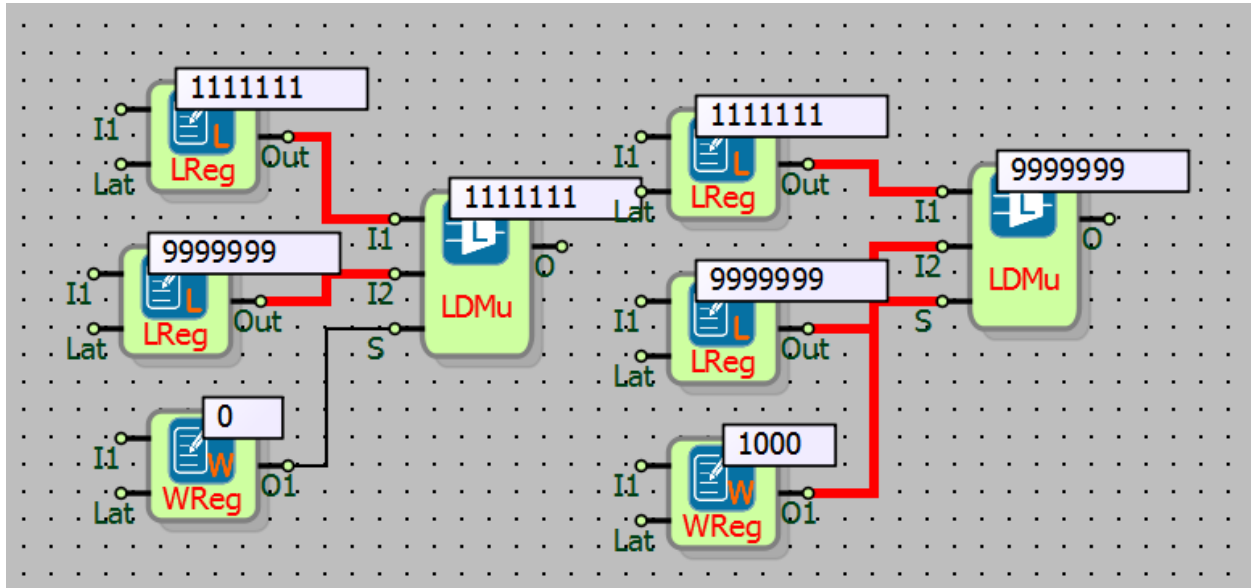 1111111
I1
L
Out
LReg
Lat
1111111
I1
L
O
9999999
I1
L
I2
LDMu
Out
LReg
Lat
S
0
I1
W
O1
WReg
Lat
1111111
I1
L
Out
LReg
Lat
9999999
I1
L
O
I2
LDMu
9999999
I1
L
S
Out
LReg
Lat
1000
I1
W
O1
WReg
Lat